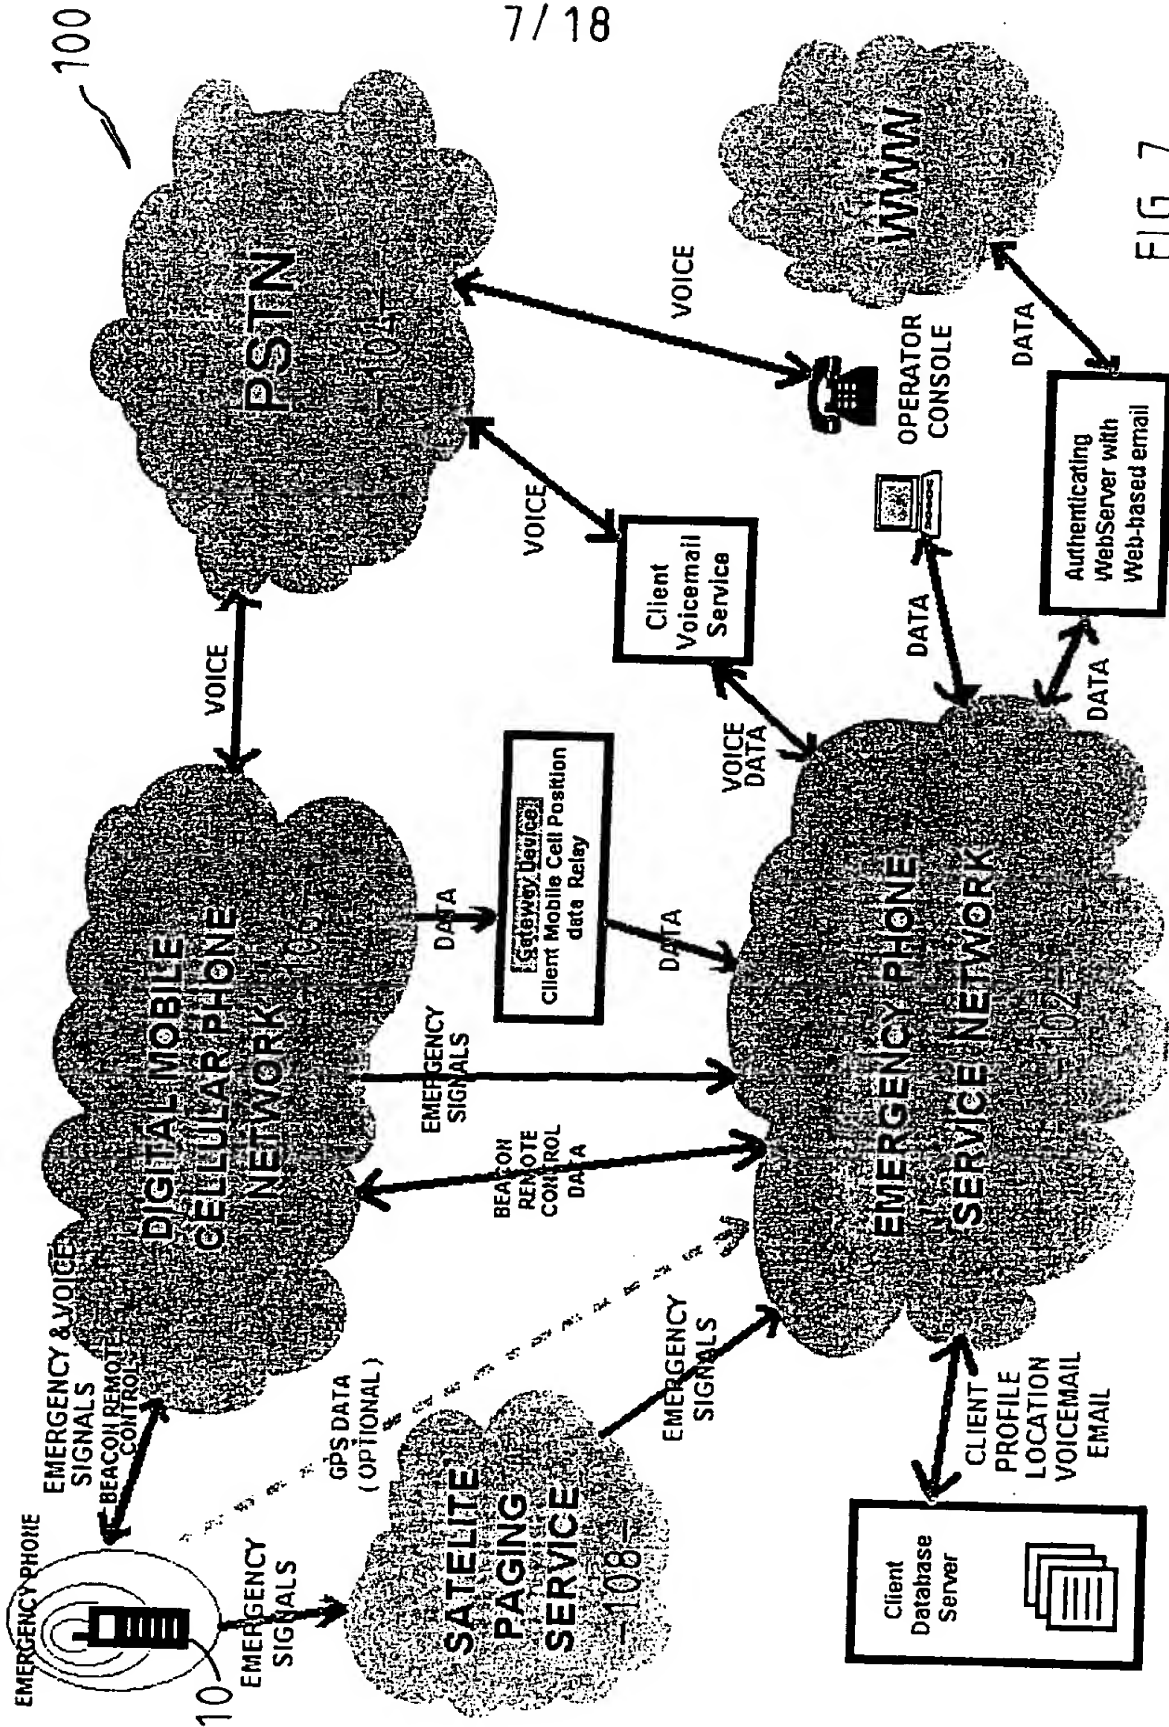 7/18
100
EMERGENCY PHONE
10
EMERGENCY & VOICE
SIGNALS
BEACON REMOTE
CONTROL
DIGITAL MOBILE
CELLULAR PHONE
NETWORK
VOICE
PSTN
-104-
EMERGENCY
SIGNALS
GPS DATA
(OPTIONAL)
BEACON
REMOTE
CONTROL
DATA
EMERGENCY
SIGNALS
DATA
Gateway Device
Client Mobile Cell Position
data Relay
DATA
VOICE
Client
Voicemail
Service
VOICE
DATA
VOICE
SATELITE
PAGING
SERVICE
-108-
EMERGENCY
SIGNALS
EMERGENCY PHONE
SERVICE NETWORK
-102-
DATA
OPERATOR
CONSOLE
WWW
DATA
Authenticating
WebServer with
Web-based email
DATA
Client
Database
Server
CLIENT
PROFILE
LOCATION
VOICEMAIL
EMAIL
FIG 7